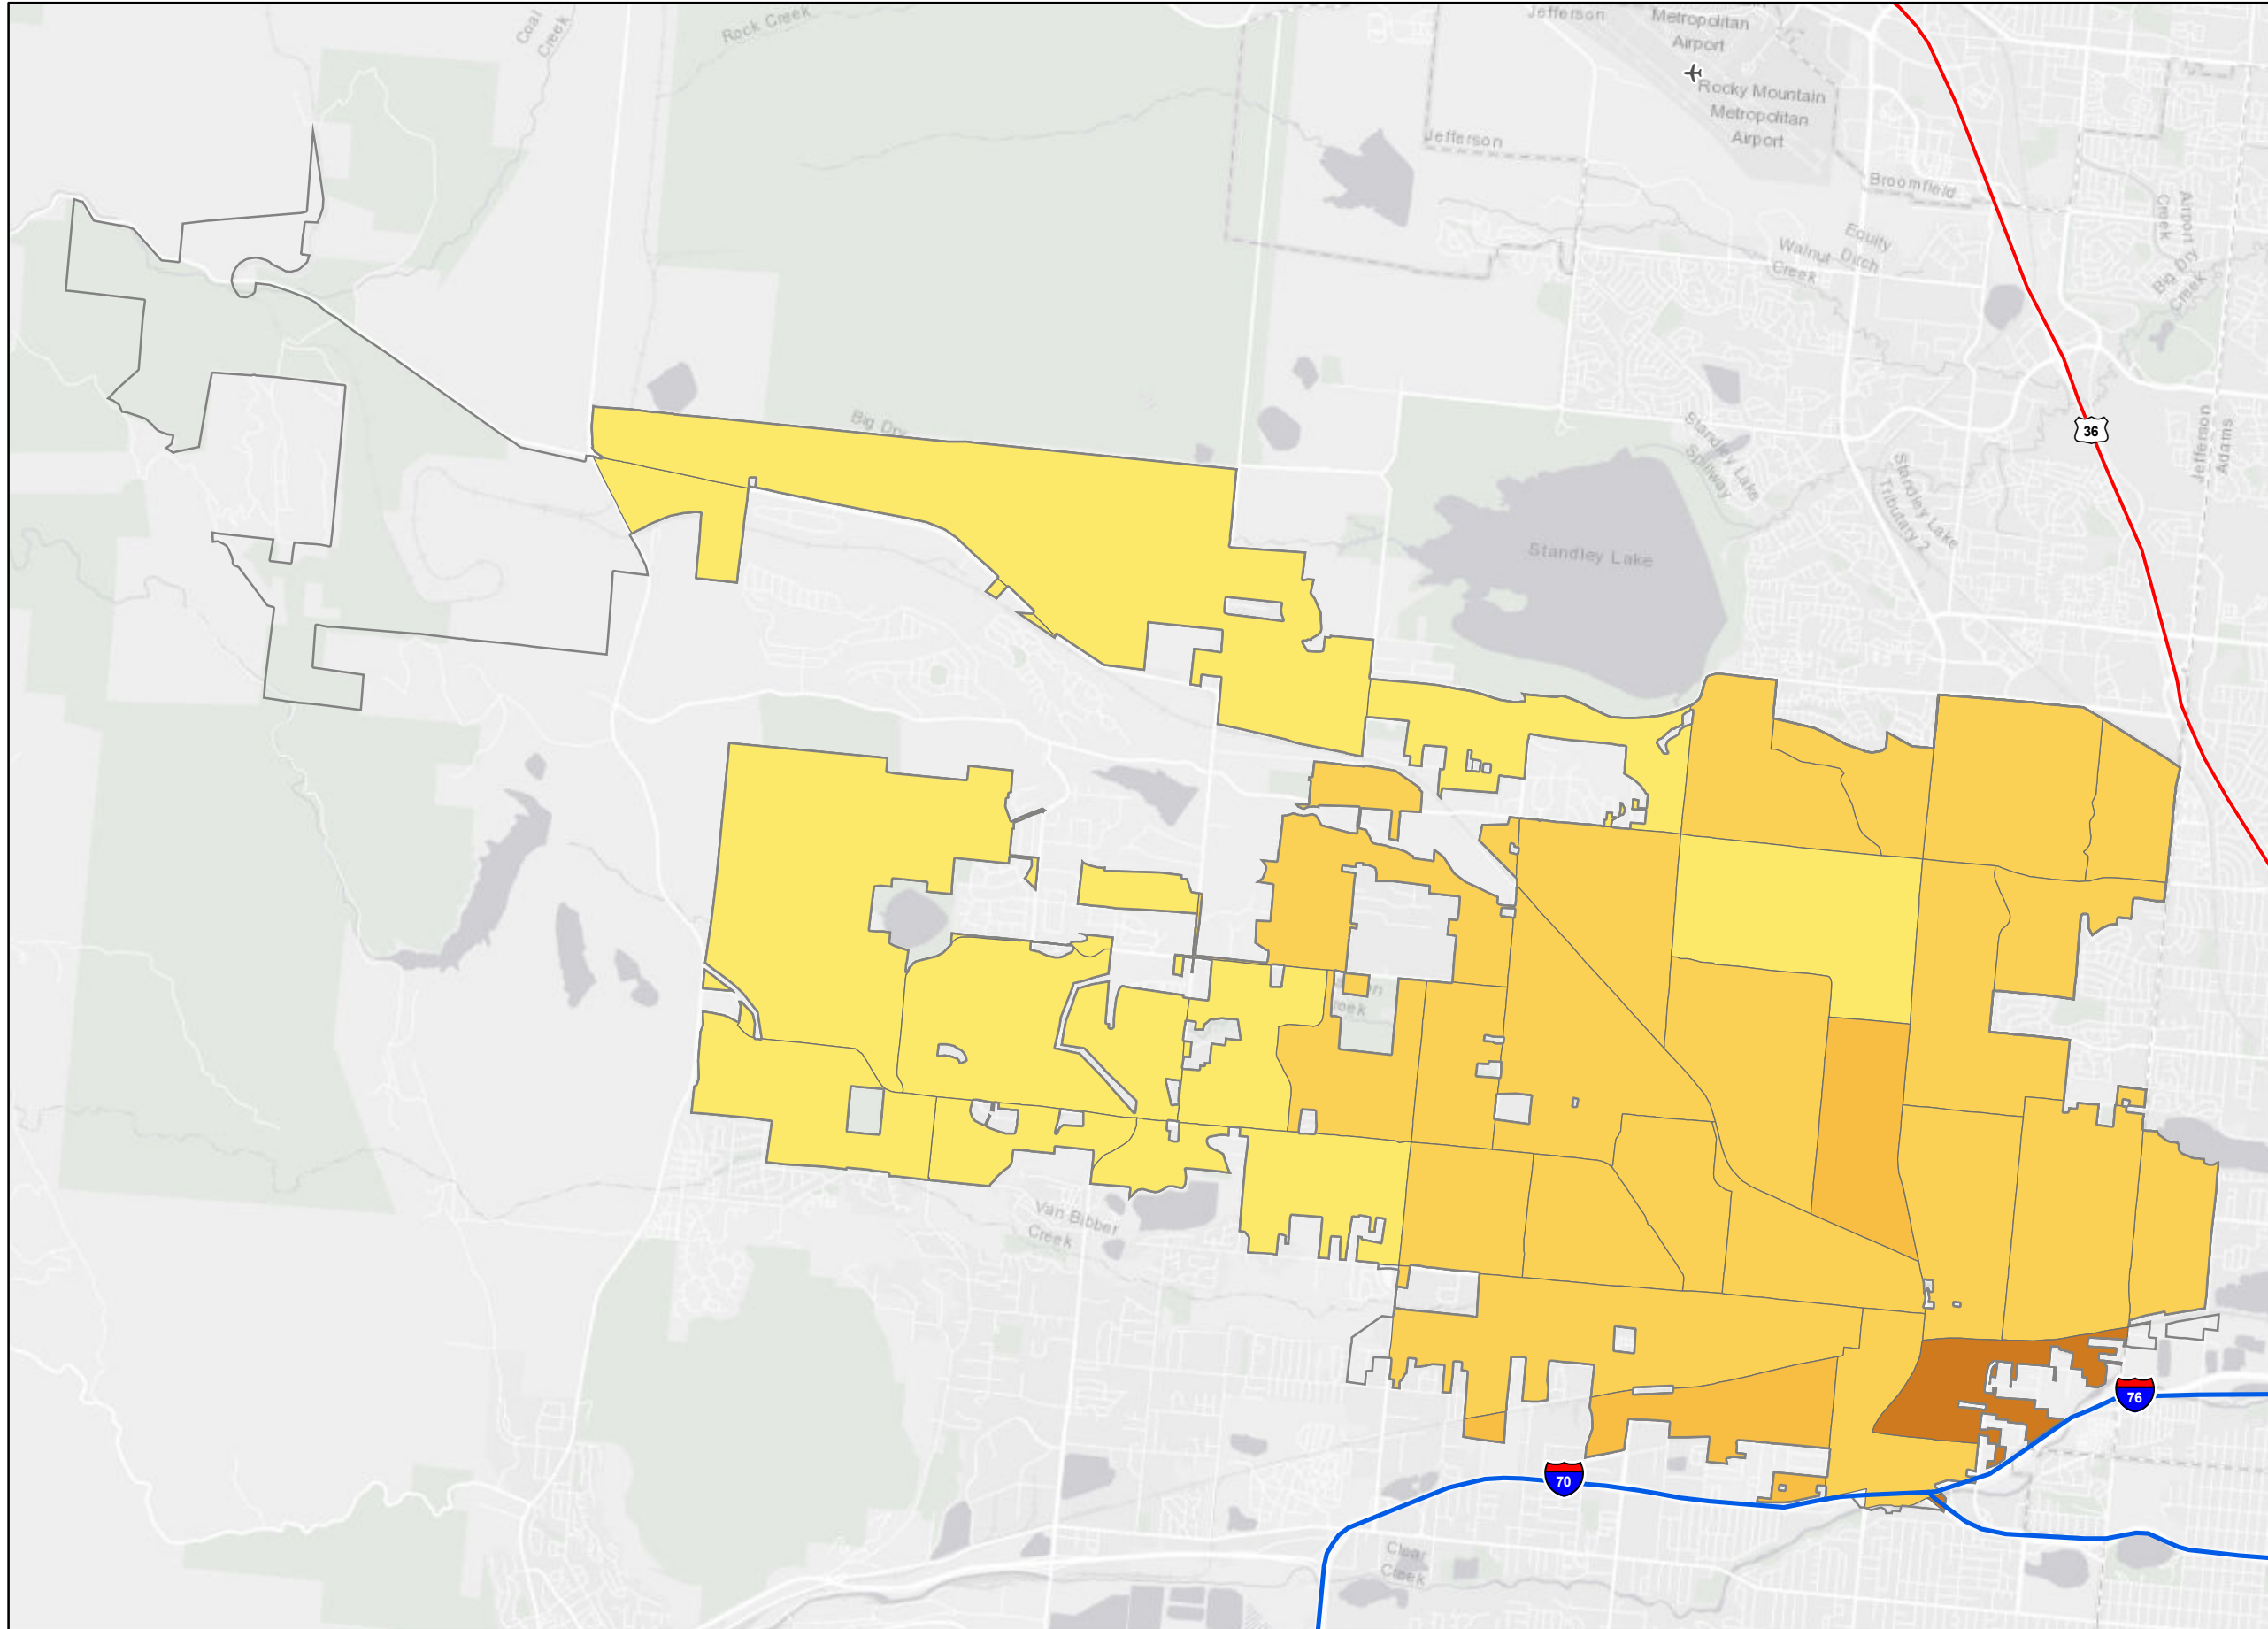 Coal
Creek
Rock Creek
Jefferson
Metropolitan
Airport
Rocky Mountain
Metropolitan
Airport
Jefferson
Broomfield
Airport
Creek
Big Dry
Creek
Equity
Ditch
Walnut
Creek
Big Dry
Standley Lake
Spillway
Standley Lake
Tributary 2
36
Jefferson
Adams
Standley Lake
Van Bibber
Creek
76
70
Clear
Creek